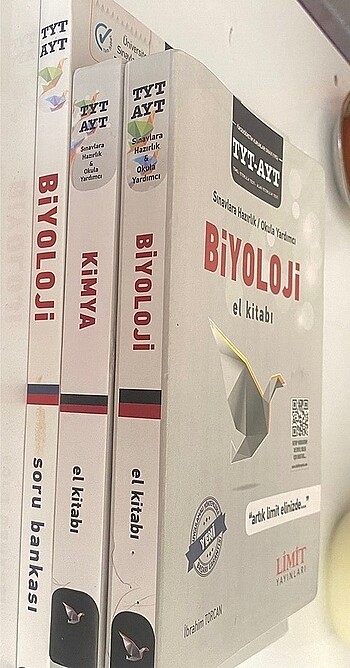 TYT
AYT
BİYOLOJİ
soru bankası
TYT
AYT
Sınavlara
Hazırlık
&
Okula
Yardımcı
KİMYA
el kitabı
TYT
AYT
Sınavlara
Hazırlık
&
Okula
Yardımcı
BİYOLOJİ
el kitabı
TYT-AYT
Sınavlara Hazırlık / Okula Yardımcı
BİYOLOJİ
el kitabı
"artık limit elinizde...."
YENİ
LİMİT
YAYINLARI
İbrahim TORCAN